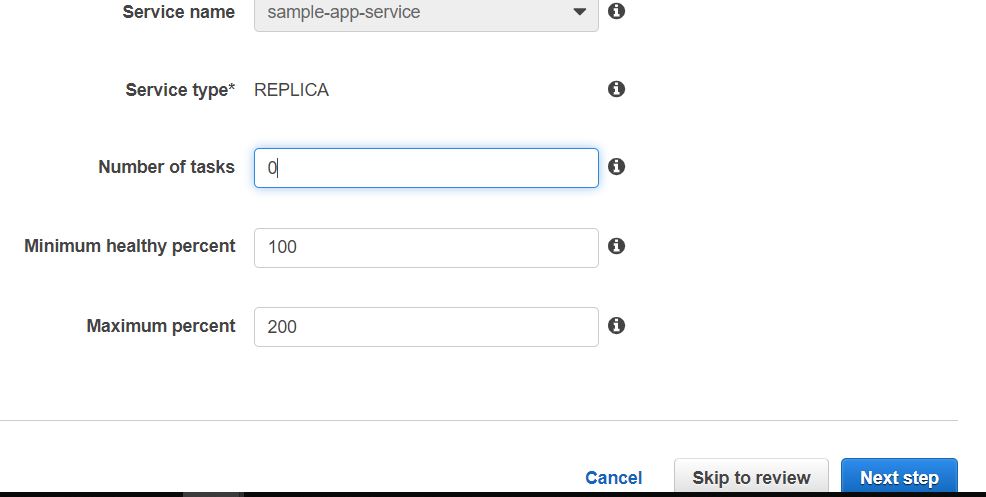 Service name sample-app-service
Service type* REPLICA
Number of tasks 0
Minimum healthy percent 100
Maximum percent 200
Cancel Skip to review Next step